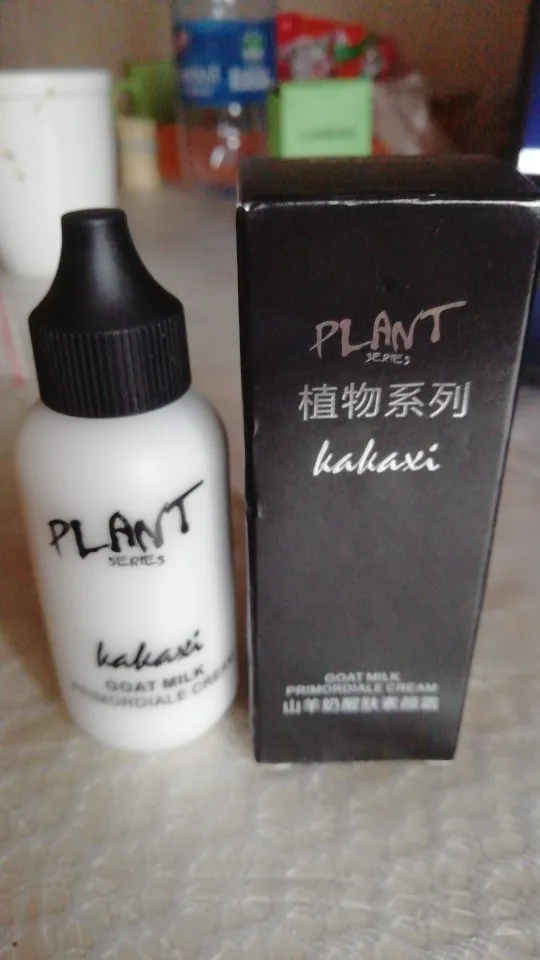 PLANT
SERIES
kakaxi
GOAT MILK
PRIMORDIALE CREAM
PLANT
SERIES
植物系列
kakaxi
GOAT MILK
PRIMORDIALE CREAM
山羊奶醒肤素颜霜